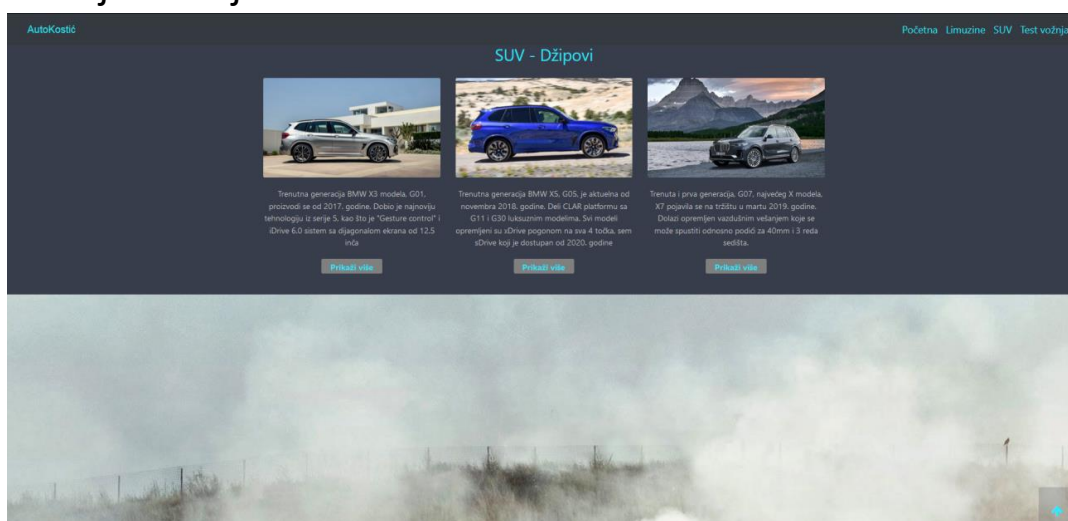 AutoKostić
Početna Limuzine SUV Test vožnja
SUV - Džipovi
Trenutna generacija BMW X3 modela, G01,
proizvodi se od 2017. godine. Dobio je najnoviju
tehnologiju iz serije 5, kao što je "Gesture control" i
iDrive 6.0 sistem sa dijagonalom ekrana od 12.5
inča
Prikaži više
Trenutna generacija BMW X5, G05, je aktuelna od
novembra 2018. godine. Deli CLAR platformu sa
G11 i G30 luksuznim modelima. Svi modeli
opremljeni su xDrive pogonom na sva 4 točka, sem
sDrive koji je dostupan od 2020. godine
Prikaži više
Trenuta i prva generacija, G07, najvećeg X modela,
X7 pojavila se na tržištu u martu 2019. godine.
Dolazi opremljen vazdušnim vešanjem koje se
može spustiti odnosno podići za 40mm i 3 reda
sedišta.
Prikaži više